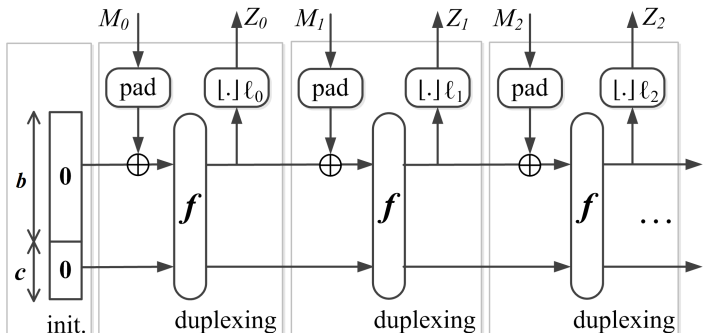 M₀ Z₀ M₁ Z₁ M₂ Z₂
pad ⌊.⌋ℓ₀ pad ⌊.⌋ℓ₁ pad ⌊.⌋ℓ₂
b 0 f f f ...
c 0
init. duplexing duplexing duplexing